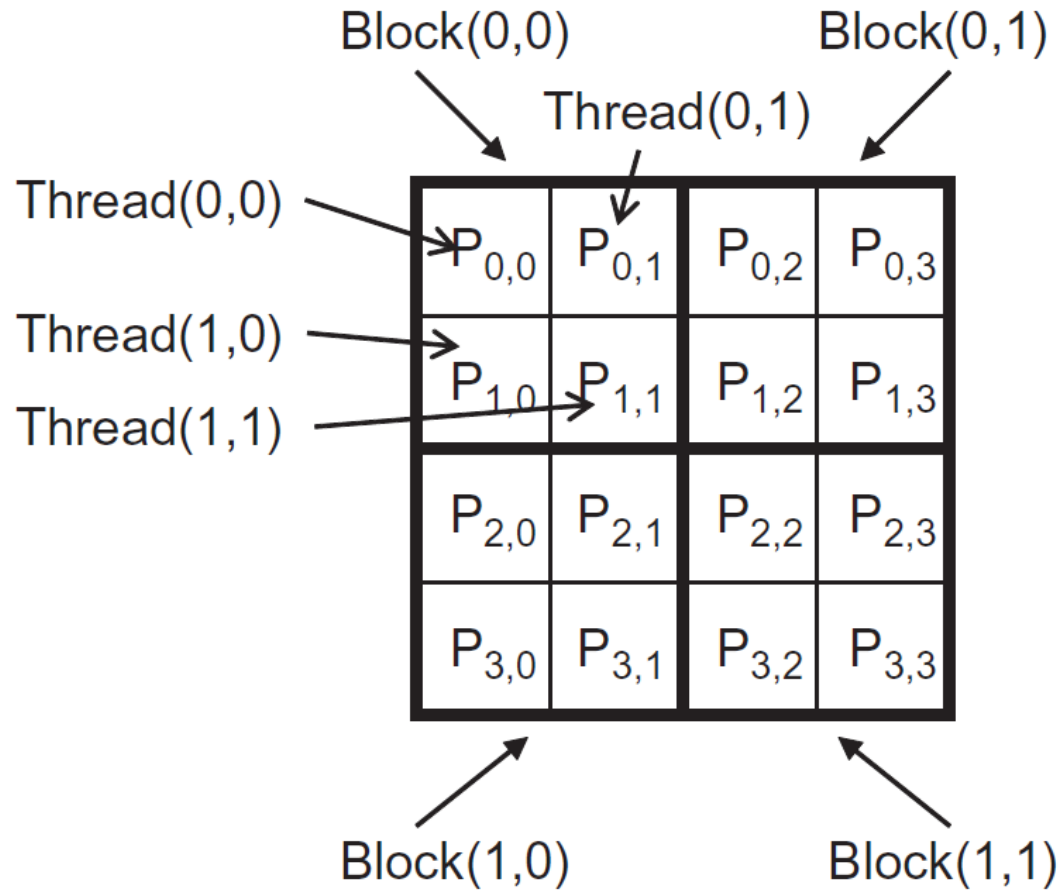 Block(0,0) Block(0,1)
Thread(0,1)
Thread(0,0)
P0,0 P0,1 P0,2 P0,3
Thread(1,0)
P1,0 P1,1 P1,2 P1,3
Thread(1,1)
P2,0 P2,1 P2,2 P2,3
P3,0 P3,1 P3,2 P3,3
Block(1,0) Block(1,1)